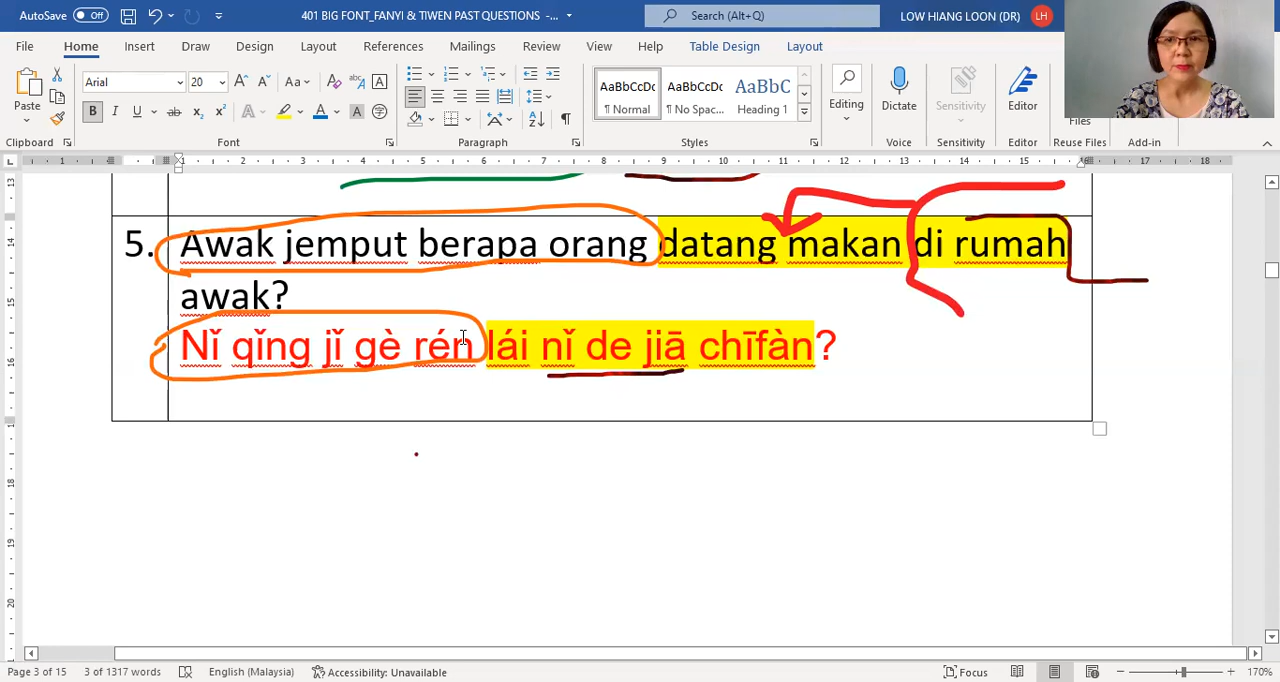 AutoSave Off 401 BIG FONT_FANYI & TIWEN PAST QUESTIONS -... Search (Alt+Q) LOW HIANG LOON (DR) LH
File Home Insert Draw Design Layout References Mailings Review View Help Table Design Layout
Paste Arial 20 AaBbCcDc AaBbCcDc AaBbC
Normal No Spac... Heading 1 Editing Dictate Sensitivity Editor Files
Clipboard Font Paragraph Styles Voice Sensitivity Editor Reuse Files Add-in
5. Awak jemput berapa orang datang makan di rumah
awak?
Nǐ qǐng jǐ gè rén lái nǐ de jiā chīfàn?
Page 3 of 15 3 of 1317 words English (Malaysia) Accessibility: Unavailable Focus 170%